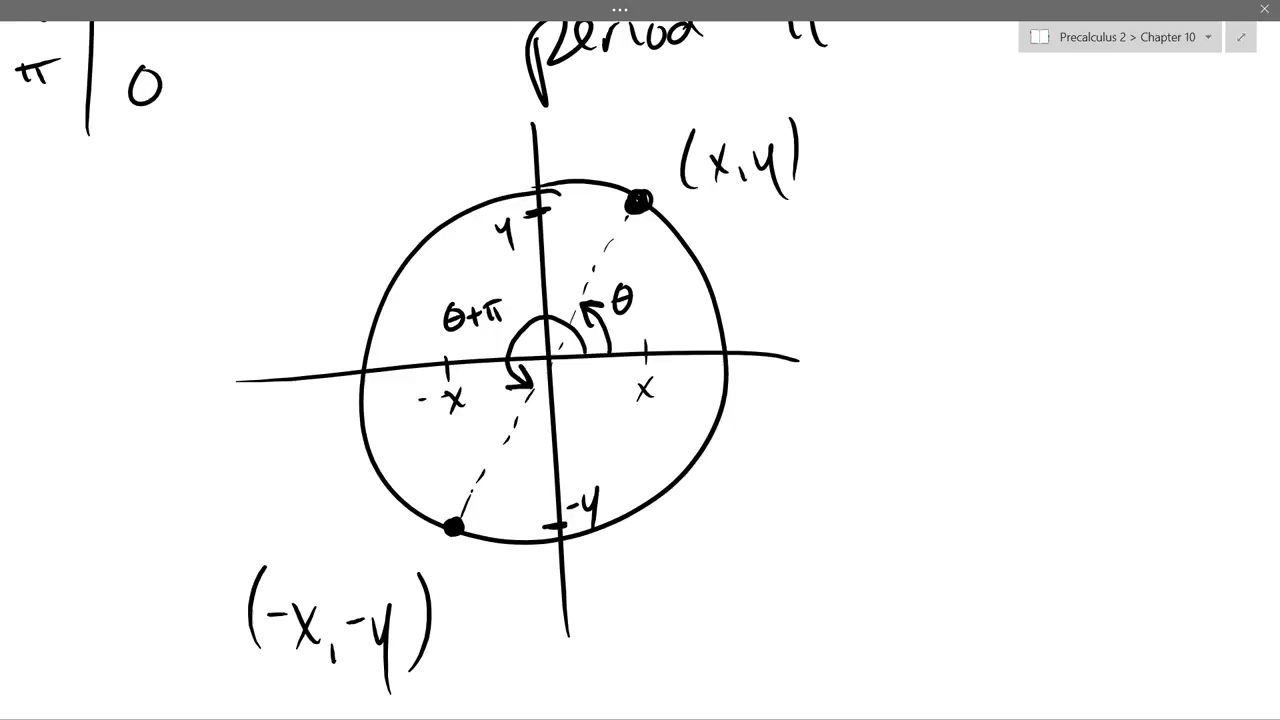 Precalculus 2 > Chapter 10
period π
π | 0
(x,y)
y
θ+π
θ
-x
x
-y
(-x,-y)